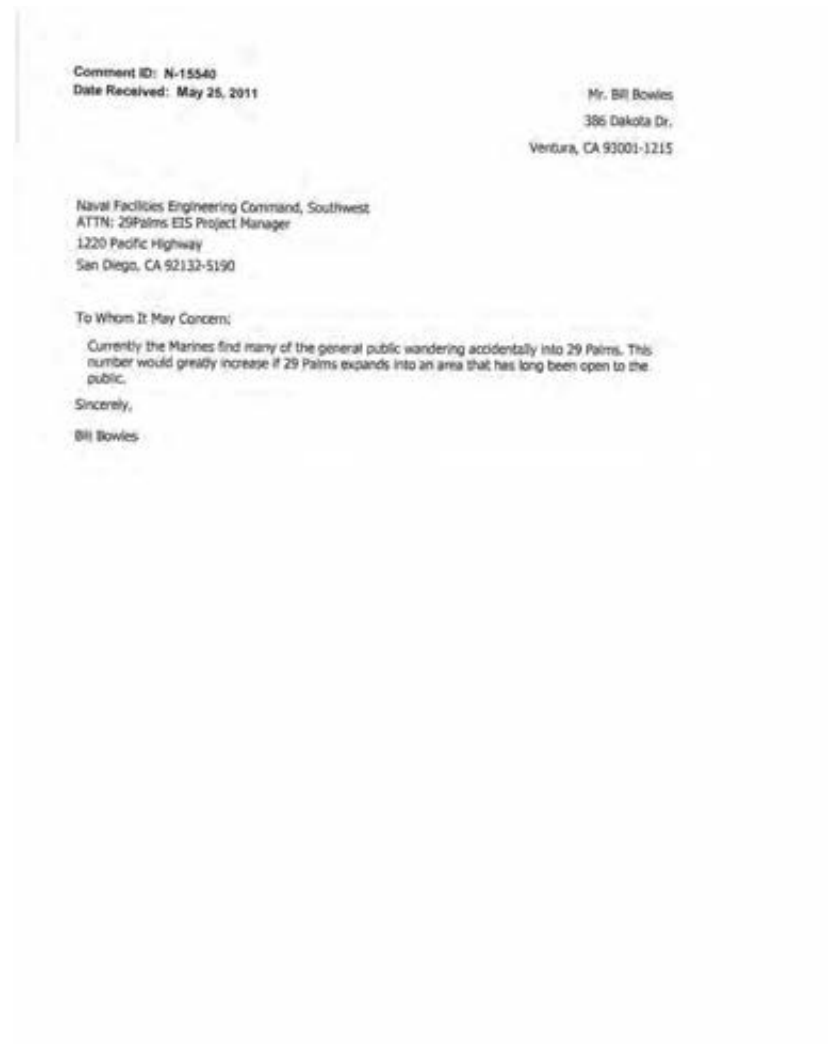 Comment ID: N-15540
Date Received: May 25, 2011
Mr. Bill Bowles
386 Dakota Dr.
Ventura, CA 93001-1215
Naval Facilities Engineering Command, Southwest
ATTN: 29Palms EIS Project Manager
1220 Pacific Highway
San Diego, CA 92132-5190
To Whom It May Concern:
Currently the Marines find many of the general public wandering accidentally into 29 Palms. This
number would greatly increase if 29 Palms expands into an area that has long been open to the
public.
Sincerely,
Bill Bowles